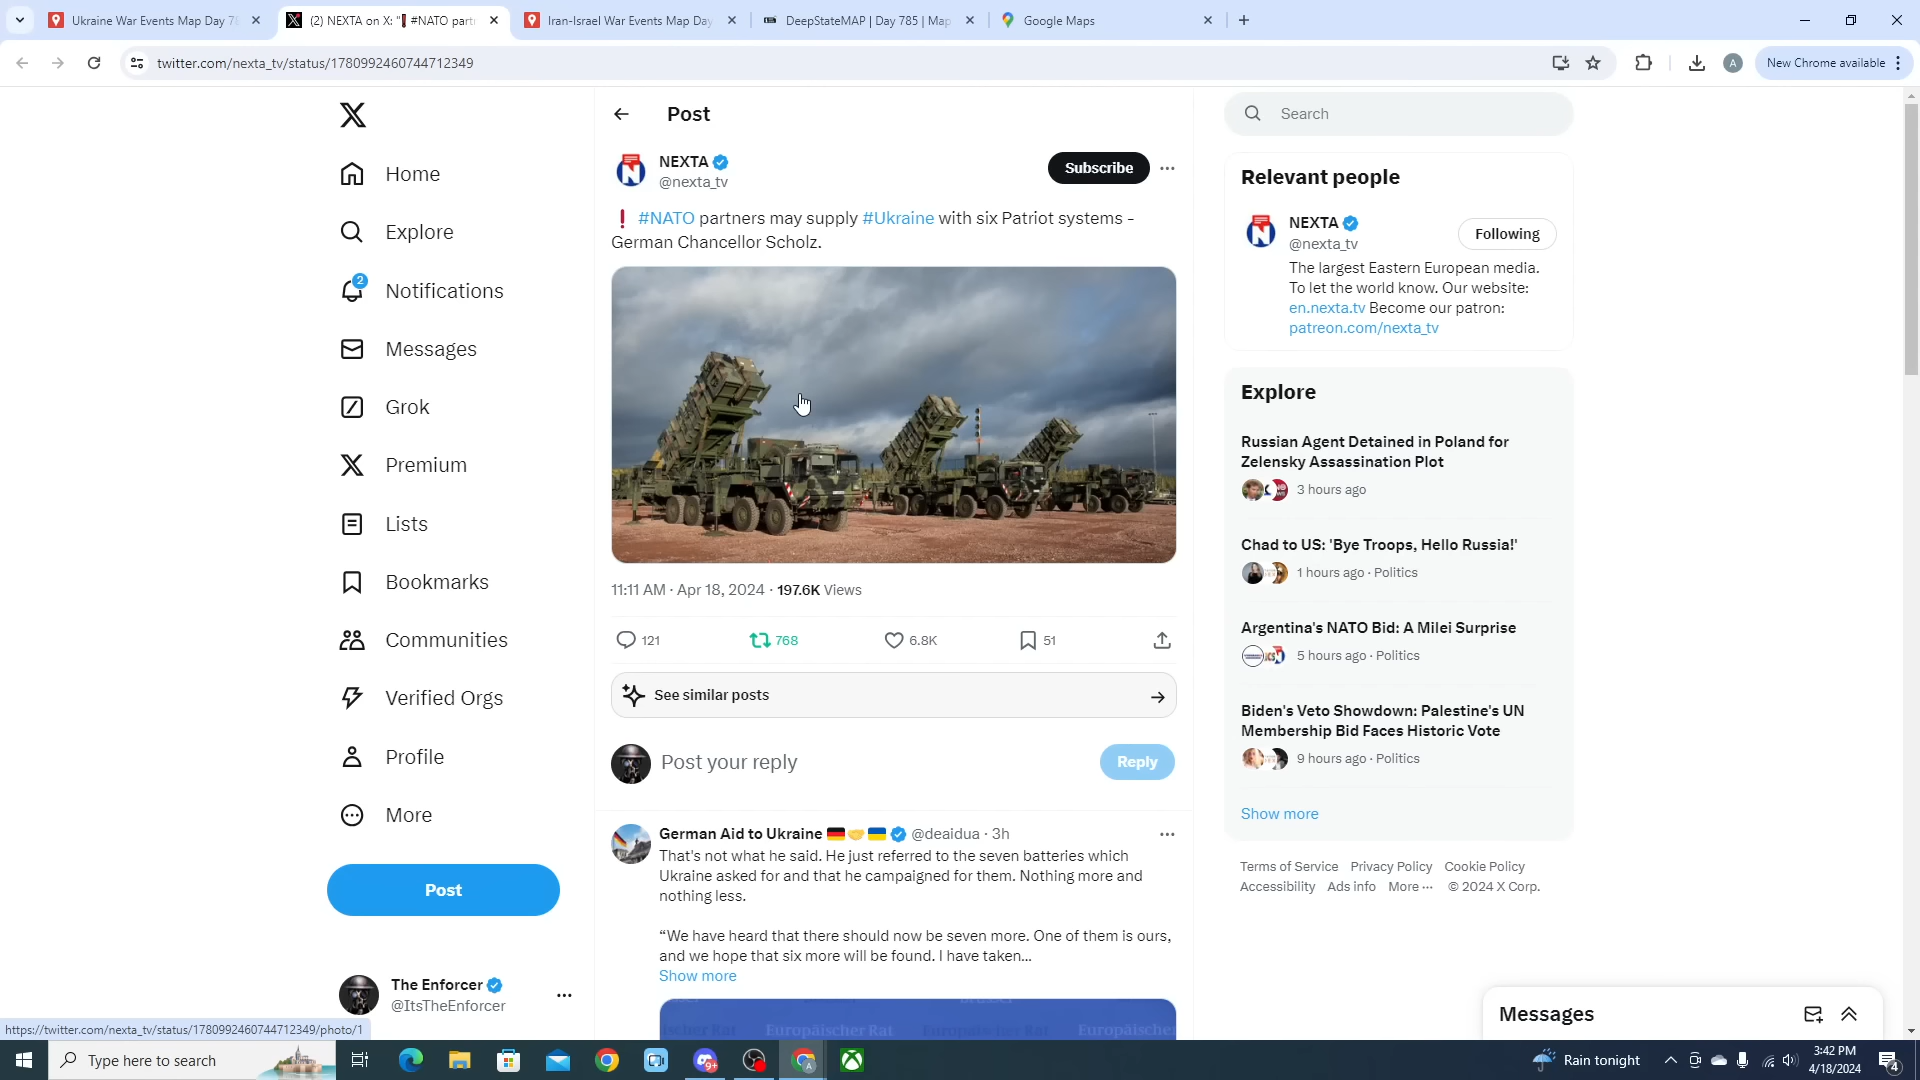 Ukraine War Events Map Day 78
(2) NEXTA on X: "❗ #NATO part
Iran-Israel War Events Map Day
DeepStateMAP | Day 785 | Map
Google Maps
twitter.com/nexta_tv/status/1780992460744712349
A
New Chrome available
Home
Explore
2
Notifications
Messages
Grok
Premium
Lists
Bookmarks
Communities
Verified Orgs
Profile
More
Post
The Enforcer
@ItsTheEnforcer
https://twitter.com/nexta_tv/status/1780992460744712349/photo/1
Post
NEXTA
@nexta_tv
Subscribe
❗ #NATO partners may supply #Ukraine with six Patriot systems -
German Chancellor Scholz.
11:11 AM · Apr 18, 2024 · 197.6K Views
121 768 6.8K 51
See similar posts
Post your reply
Reply
German Aid to Ukraine 🇩🇪🤝🇺🇦 @deaidua · 3h
That's not what he said. He just referred to the seven batteries which
Ukraine asked for and that he campaigned for them. Nothing more and
nothing less.
“We have heard that there should now be seven more. One of them is ours,
and we hope that six more will be found. I have taken...
Show more
Europäischer Rat
Search
Relevant people
NEXTA
@nexta_tv
Following
The largest Eastern European media.
To let the world know. Our website:
en.nexta.tv Become our patron:
patreon.com/nexta_tv
Explore
Russian Agent Detained in Poland for
Zelensky Assassination Plot
3 hours ago
Chad to US: 'Bye Troops, Hello Russia!'
1 hours ago · Politics
Argentina's NATO Bid: A Milei Surprise
5 hours ago · Politics
Biden's Veto Showdown: Palestine's UN
Membership Bid Faces Historic Vote
9 hours ago · Politics
Show more
Terms of Service Privacy Policy Cookie Policy
Accessibility Ads info More ··· © 2024 X Corp.
Messages
Type here to search
9+
A
Rain tonight
3:42 PM
4/18/2024
4